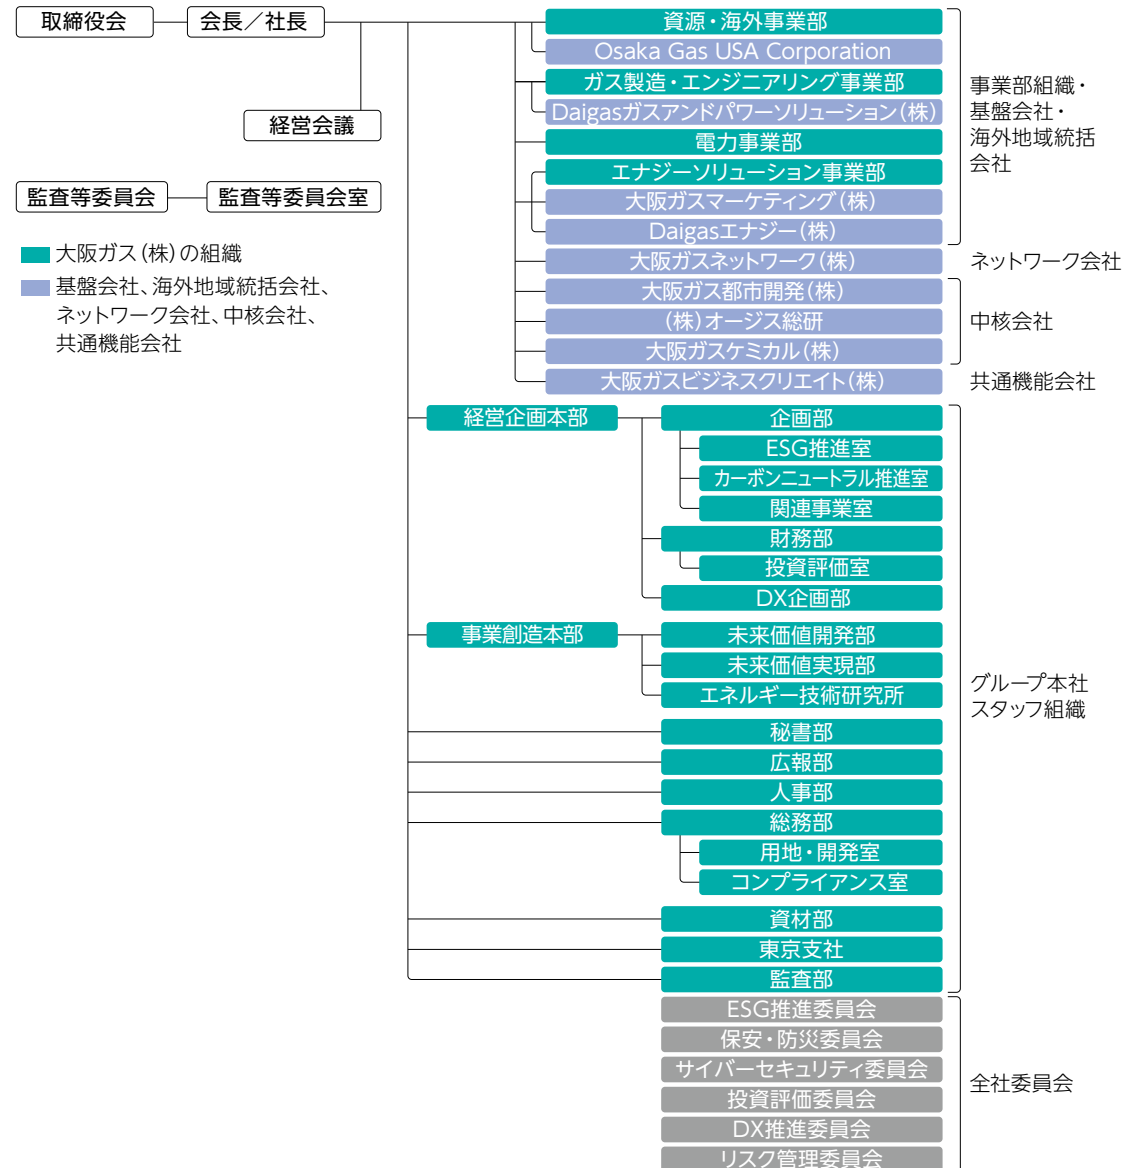 取締役会
会長／社長
経営会議
監査等委員会
監査等委員会室
大阪ガス（株）の組織
基盤会社、海外地域統括会社、
ネットワーク会社、中核会社、
共通機能会社
資源・海外事業部
Osaka Gas USA Corporation
ガス製造・エンジニアリング事業部
Daigasガスアンドパワーソリューション（株）
電力事業部
エナジーソリューション事業部
大阪ガスマーケティング（株）
Daigasエナジー（株）
事業部組織・
基盤会社・
海外地域統括
会社
大阪ガスネットワーク（株）
ネットワーク会社
大阪ガス都市開発（株）
（株）オージス総研
大阪ガスケミカル（株）
中核会社
大阪ガスビジネスクリエイト（株）
共通機能会社
経営企画本部
企画部
ESG推進室
カーボンニュートラル推進室
関連事業室
財務部
投資評価室
DX企画部
事業創造本部
未来価値開発部
未来価値実現部
エネルギー技術研究所
秘書部
広報部
人事部
総務部
用地・開発室
コンプライアンス室
資材部
東京支社
監査部
グループ本社
スタッフ組織
ESG推進委員会
保安・防災委員会
サイバーセキュリティ委員会
投資評価委員会
DX推進委員会
リスク管理委員会
全社委員会